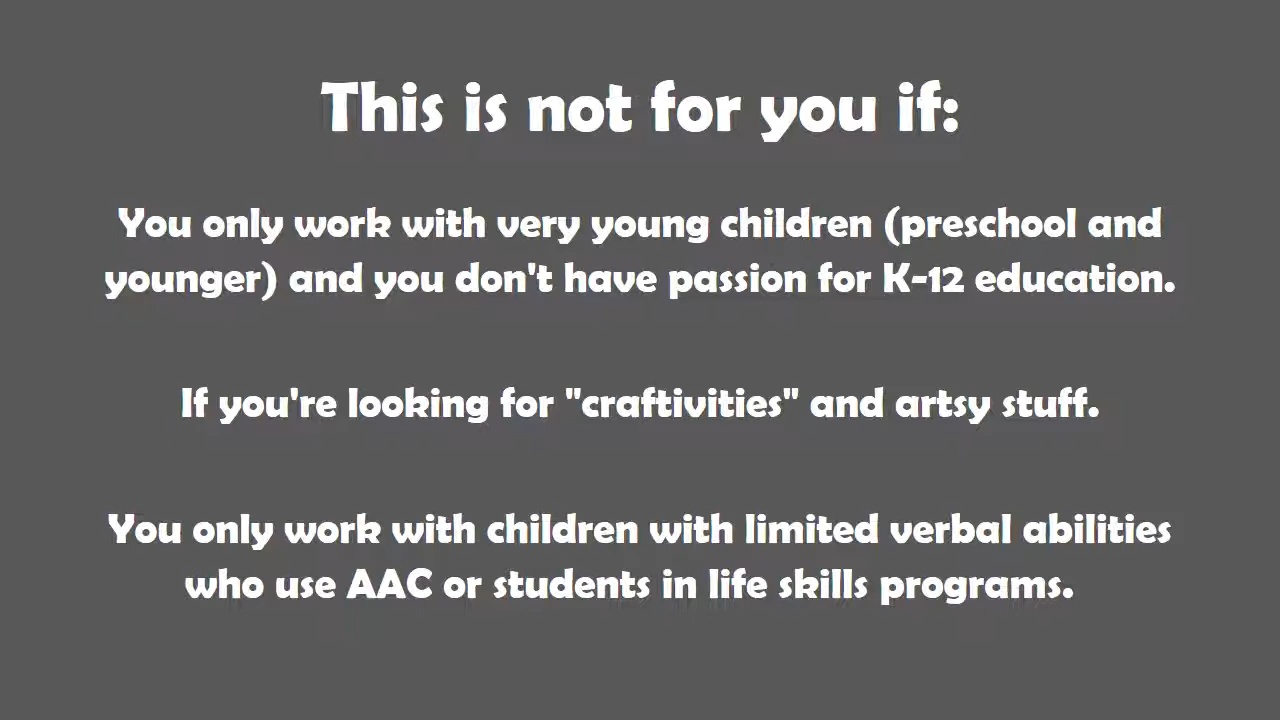 This is not for you if:
You only work with very young children (preschool and
younger) and you don't have passion for K-12 education.
If you're looking for "craftivities" and artsy stuff.
You only work with children with limited verbal abilities
who use AAC or students in life skills programs.